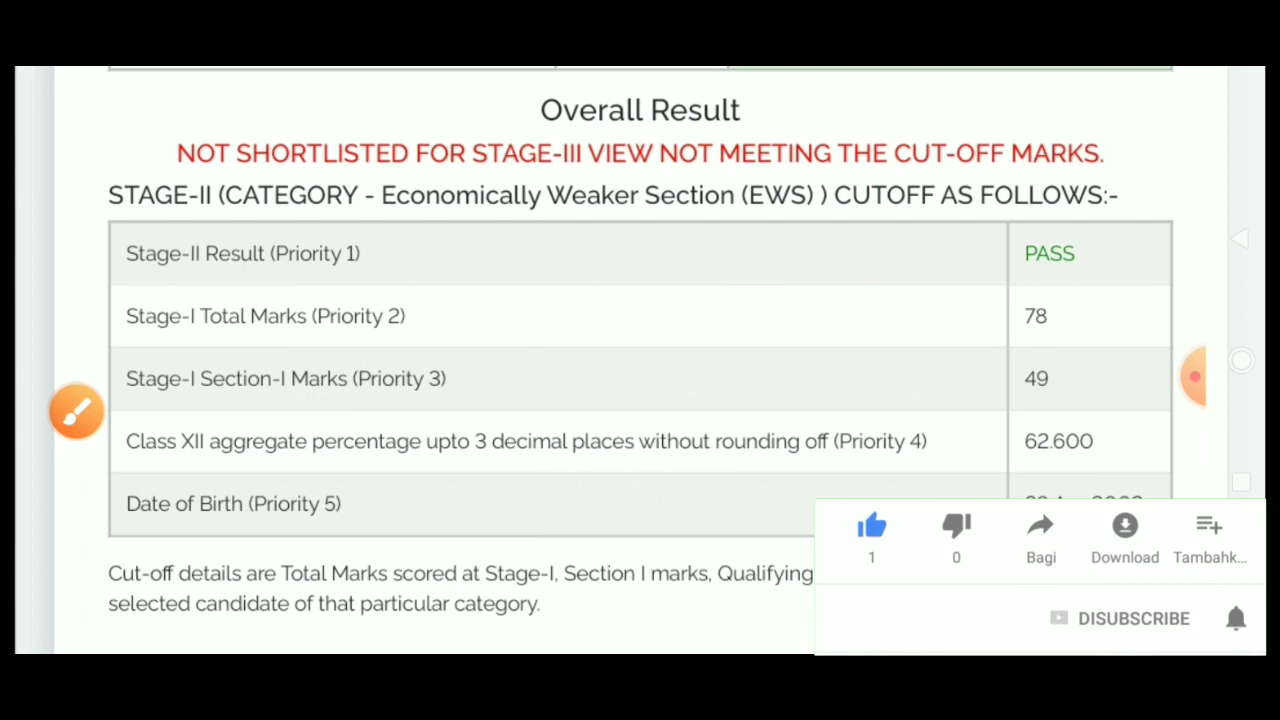 Overall Result
NOT SHORTLISTED FOR STAGE-III VIEW NOT MEETING THE CUT-OFF MARKS.
STAGE-II (CATEGORY - Economically Weaker Section (EWS) ) CUTOFF AS FOLLOWS:-
Stage-II Result (Priority 1) PASS
Stage-I Total Marks (Priority 2) 78
Stage-I Section-I Marks (Priority 3) 49
Class XII aggregate percentage upto 3 decimal places without rounding off (Priority 4) 62.600
Date of Birth (Priority 5)
Cut-off details are Total Marks scored at Stage-I, Section I marks, Qualifying
selected candidate of that particular category.
1 0 Bagi Download Tambahk...
DISUBSCRIBE